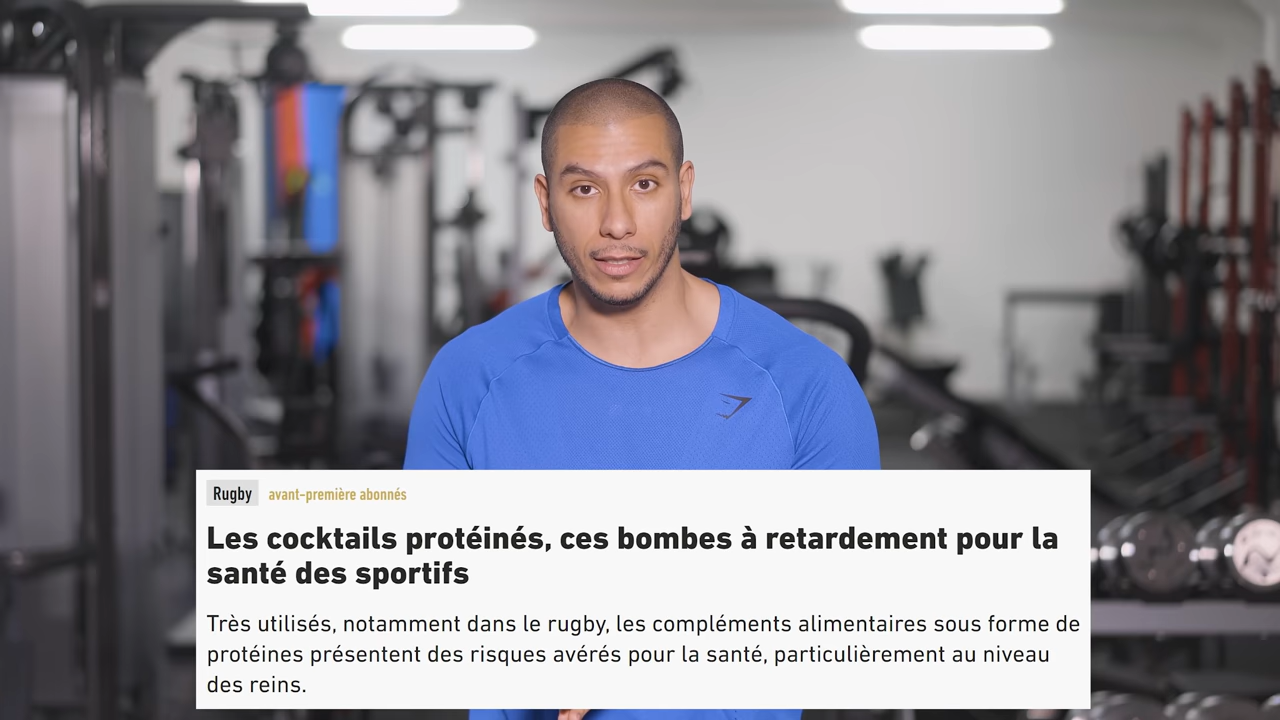 Rugby avant-première abonnés
Les cocktails protéinés, ces bombes à retardement pour la
santé des sportifs
Très utilisés, notamment dans le rugby, les compléments alimentaires sous forme de
protéines présentent des risques avérés pour la santé, particulièrement au niveau
des reins.